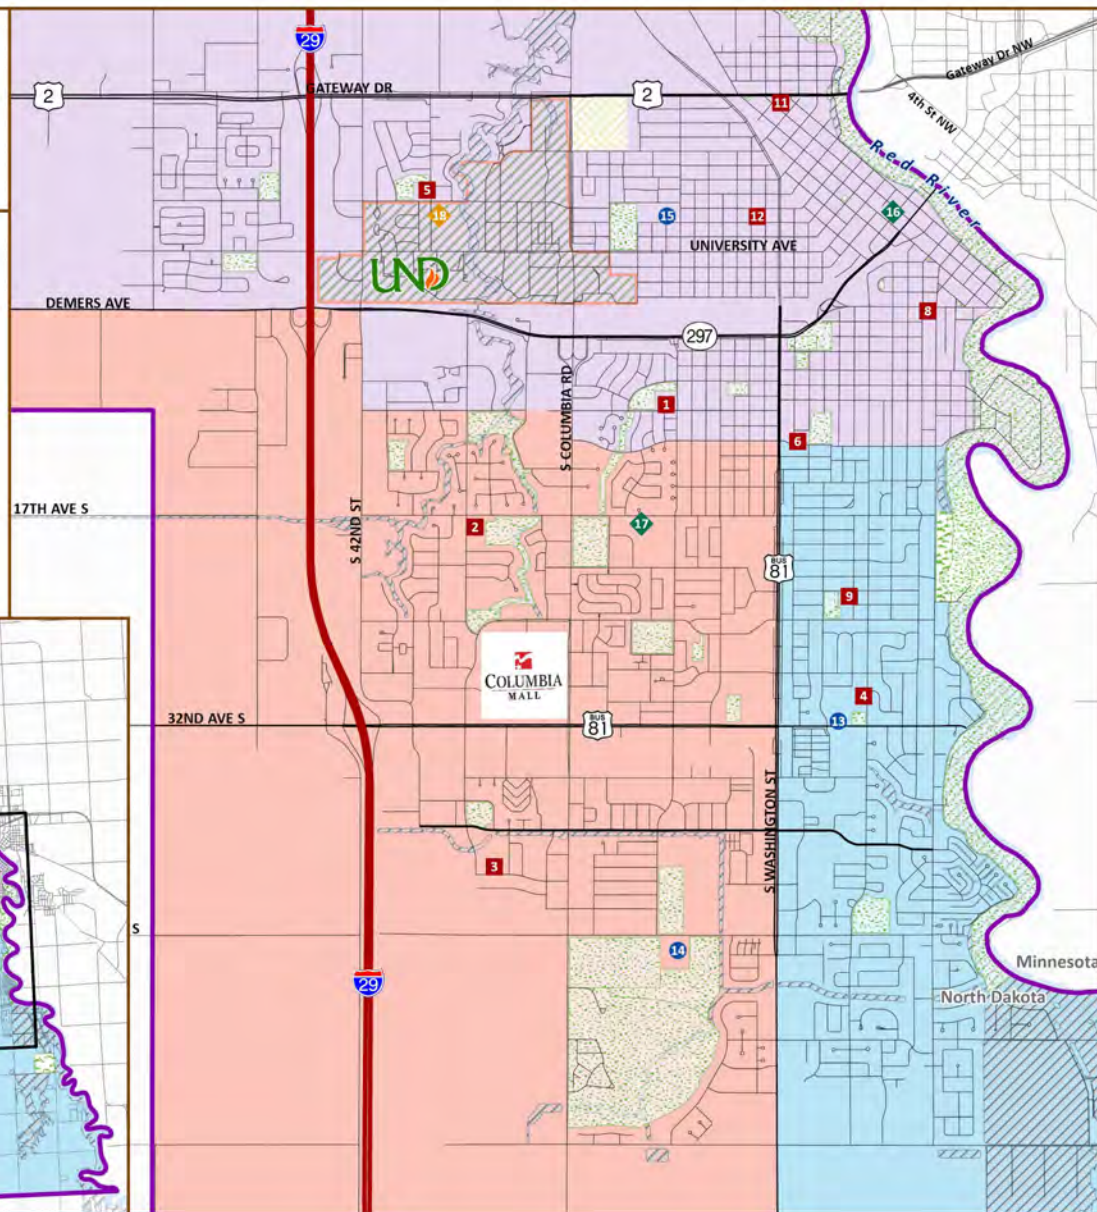 29
2
GATEWAY DR
2
Gateway Dr NW
11
4th St NW
Red River
5
18
15
12
16
UNIVERSITY AVE
UND
DEMERS AVE
297
8
S COLUMBIA RD
1
6
17TH AVE S
S 42ND ST
2
17
BUS
81
9
COLUMBIA
MALL
4
32ND AVE S
BUS
81
13
S WASHINGTON ST
3
S
14
Minnesota
29
North Dakota